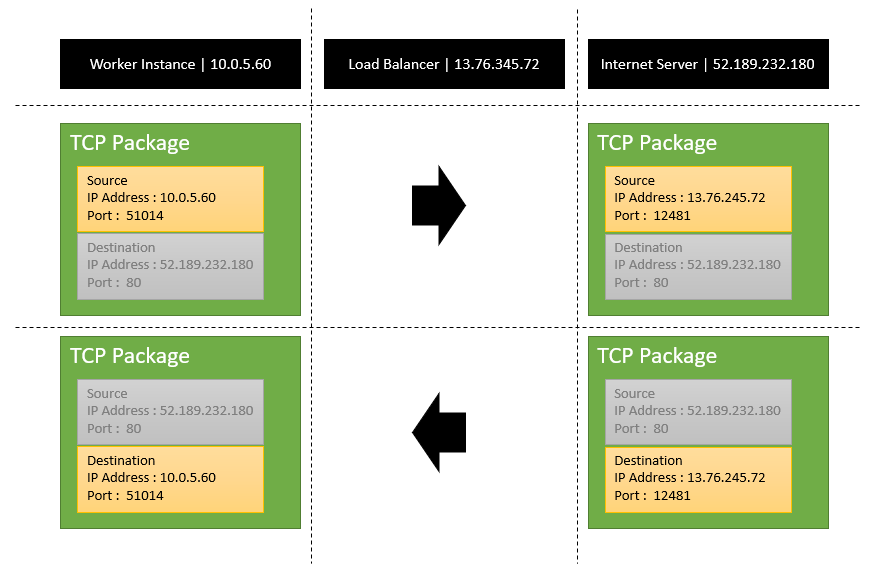 Worker Instance | 10.0.5.60
Load Balancer | 13.76.345.72
Internet Server | 52.189.232.180
TCP Package
Source
IP Address : 10.0.5.60
Port : 51014
Destination
IP Address : 52.189.232.180
Port : 80
TCP Package
Source
IP Address : 13.76.245.72
Port : 12481
Destination
IP Address : 52.189.232.180
Port : 80
TCP Package
Source
IP Address : 52.189.232.180
Port : 80
Destination
IP Address : 10.0.5.60
Port : 51014
TCP Package
Source
IP Address : 52.189.232.180
Port : 80
Destination
IP Address : 13.76.245.72
Port : 12481